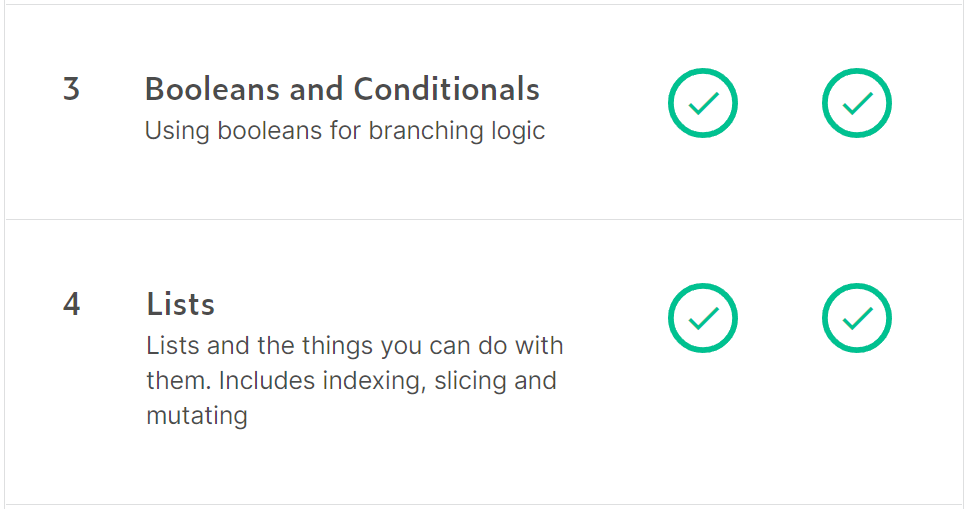 3
Booleans and Conditionals
Using booleans for branching logic
4
Lists
Lists and the things you can do with
them. Includes indexing, slicing and
mutating